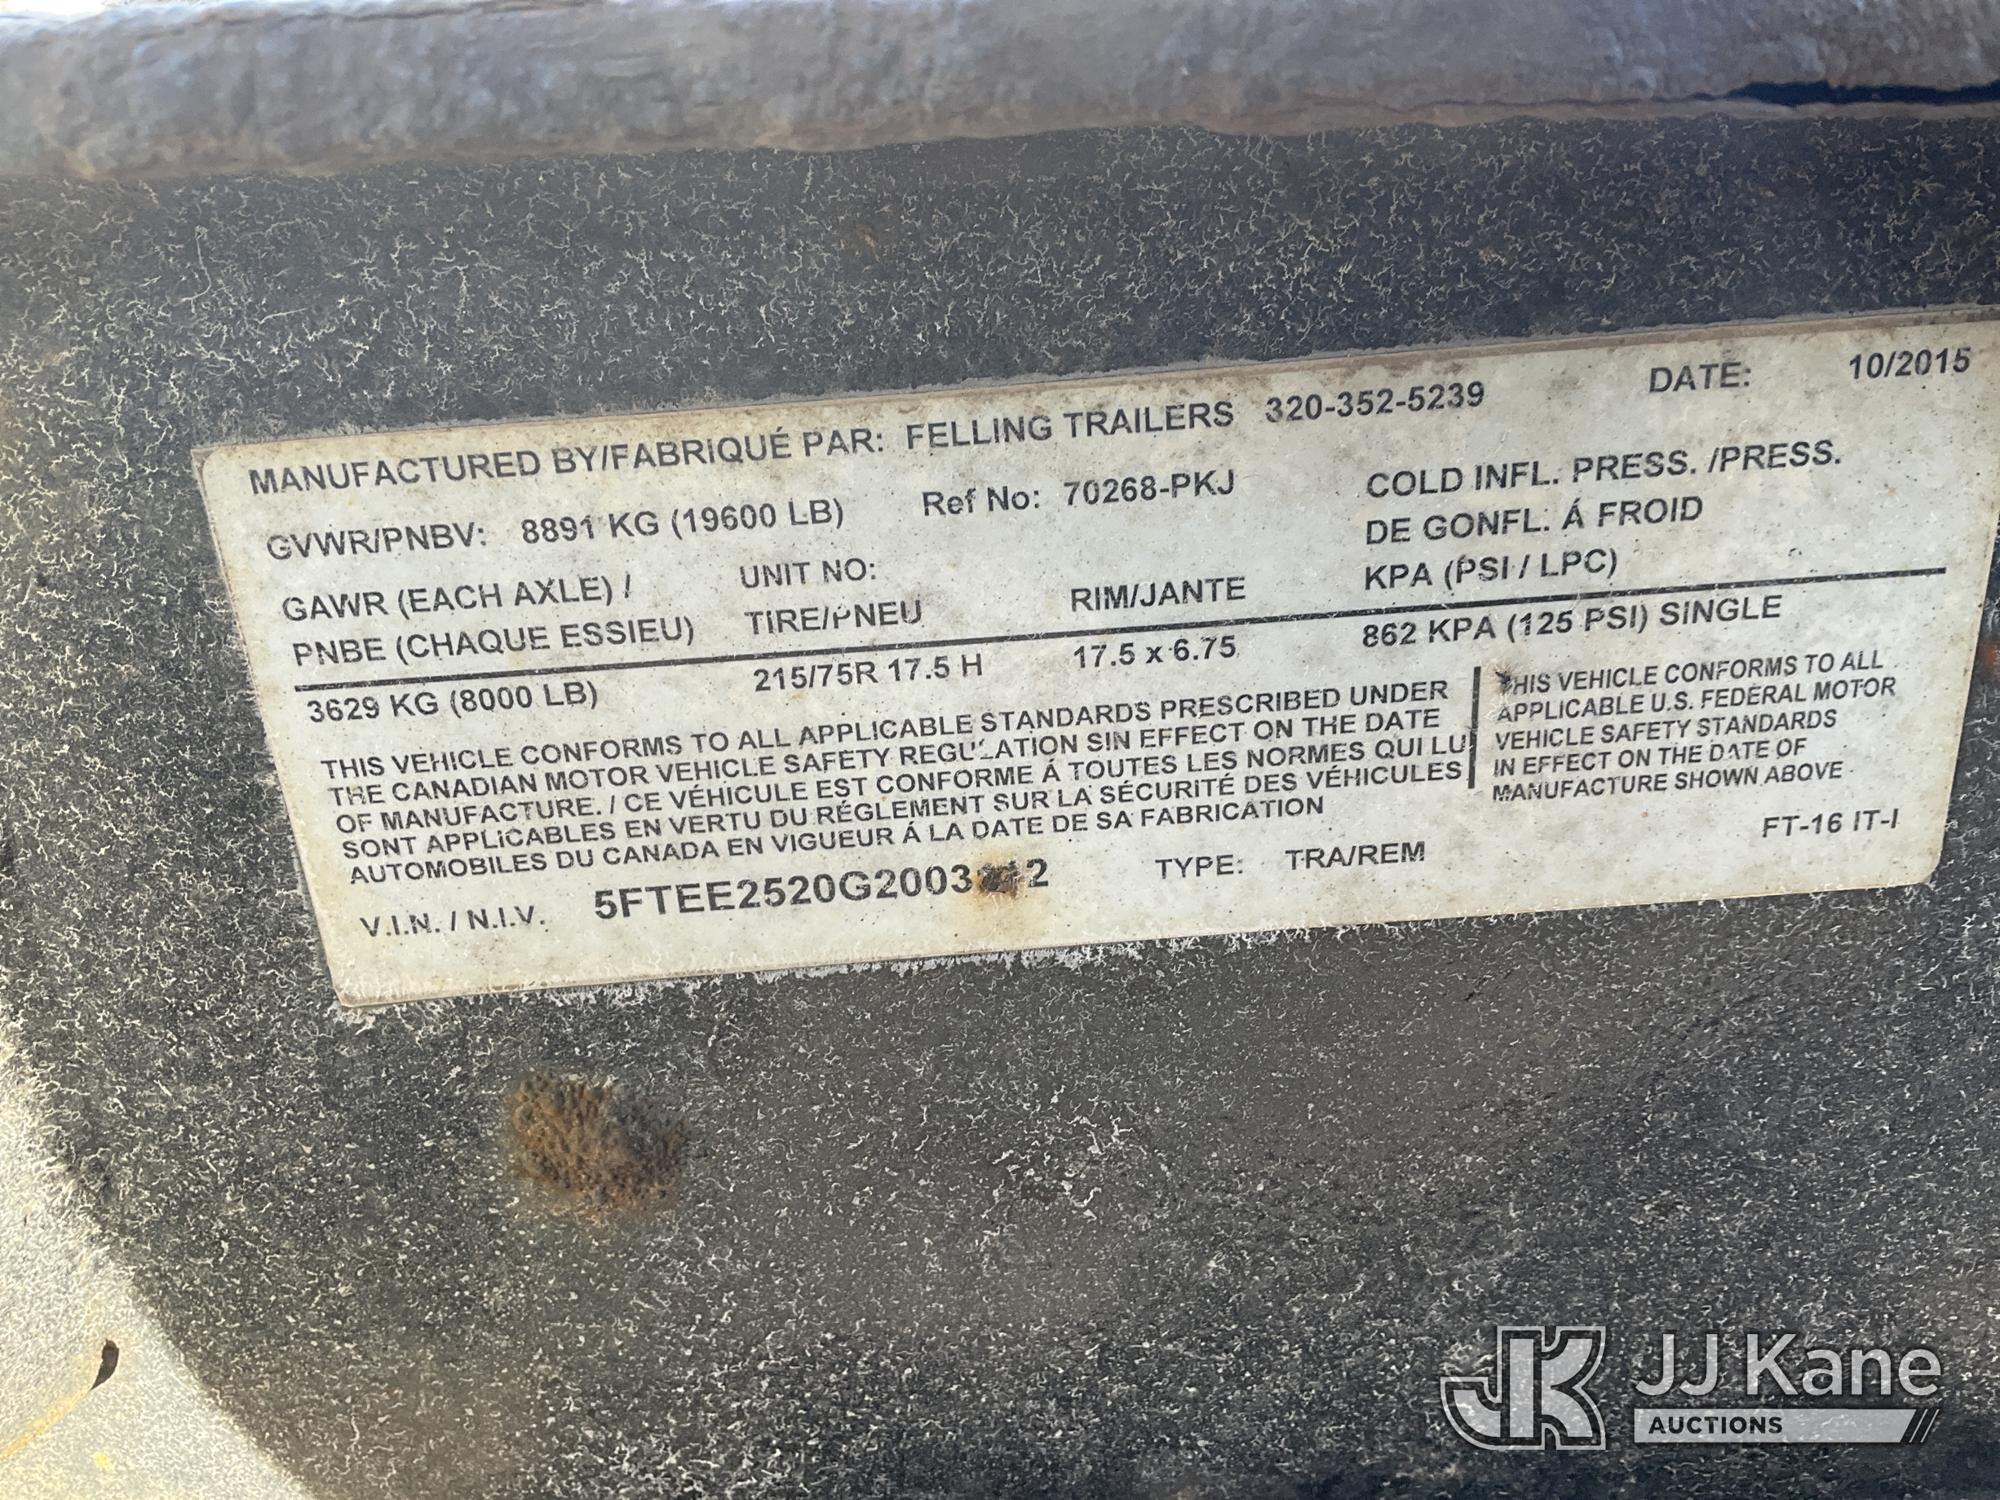 MANUFACTURED BY/FABRIQUÉ PAR: FELLING TRAILERS 320-352-5239 DATE: 10/2015
GVWR/PNBV: 8891 KG (19600 LB) Ref No: 70268-PKJ COLD INFL. PRESS. /PRESS.
DE GONFL. Á FROID
GAWR (EACH AXLE) / UNIT NO: KPA (PSI / LPC)
PNBE (CHAQUE ESSIEU) TIRE/PNEU RIM/JANTE
3629 KG (8000 LB) 215/75R 17.5 H 17.5 x 6.75 862 KPA (125 PSI) SINGLE
THIS VEHICLE CONFORMS TO ALL APPLICABLE STANDARDS PRESCRIBED UNDER
THE CANADIAN MOTOR VEHICLE SAFETY REGULATION SIN EFFECT ON THE DATE
OF MANUFACTURE. / CE VÉHICULE EST CONFORME Á TOUTES LES NORMES QUI LUI
SONT APPLICABLES EN VERTU DU RÉGLEMENT SUR LA SÉCURITÉ DES VÉHICULES
AUTOMOBILES DU CANADA EN VIGUEUR Á LA DATE DE SA FABRICATION
THIS VEHICLE CONFORMS TO ALL
APPLICABLE U.S. FEDERAL MOTOR
VEHICLE SAFETY STANDARDS
IN EFFECT ON THE DATE OF
MANUFACTURE SHOWN ABOVE
V.I.N. / N.I.V. TYPE: TRA/REM FT-16 IT-I
JK JJ Kane
AUCTIONS